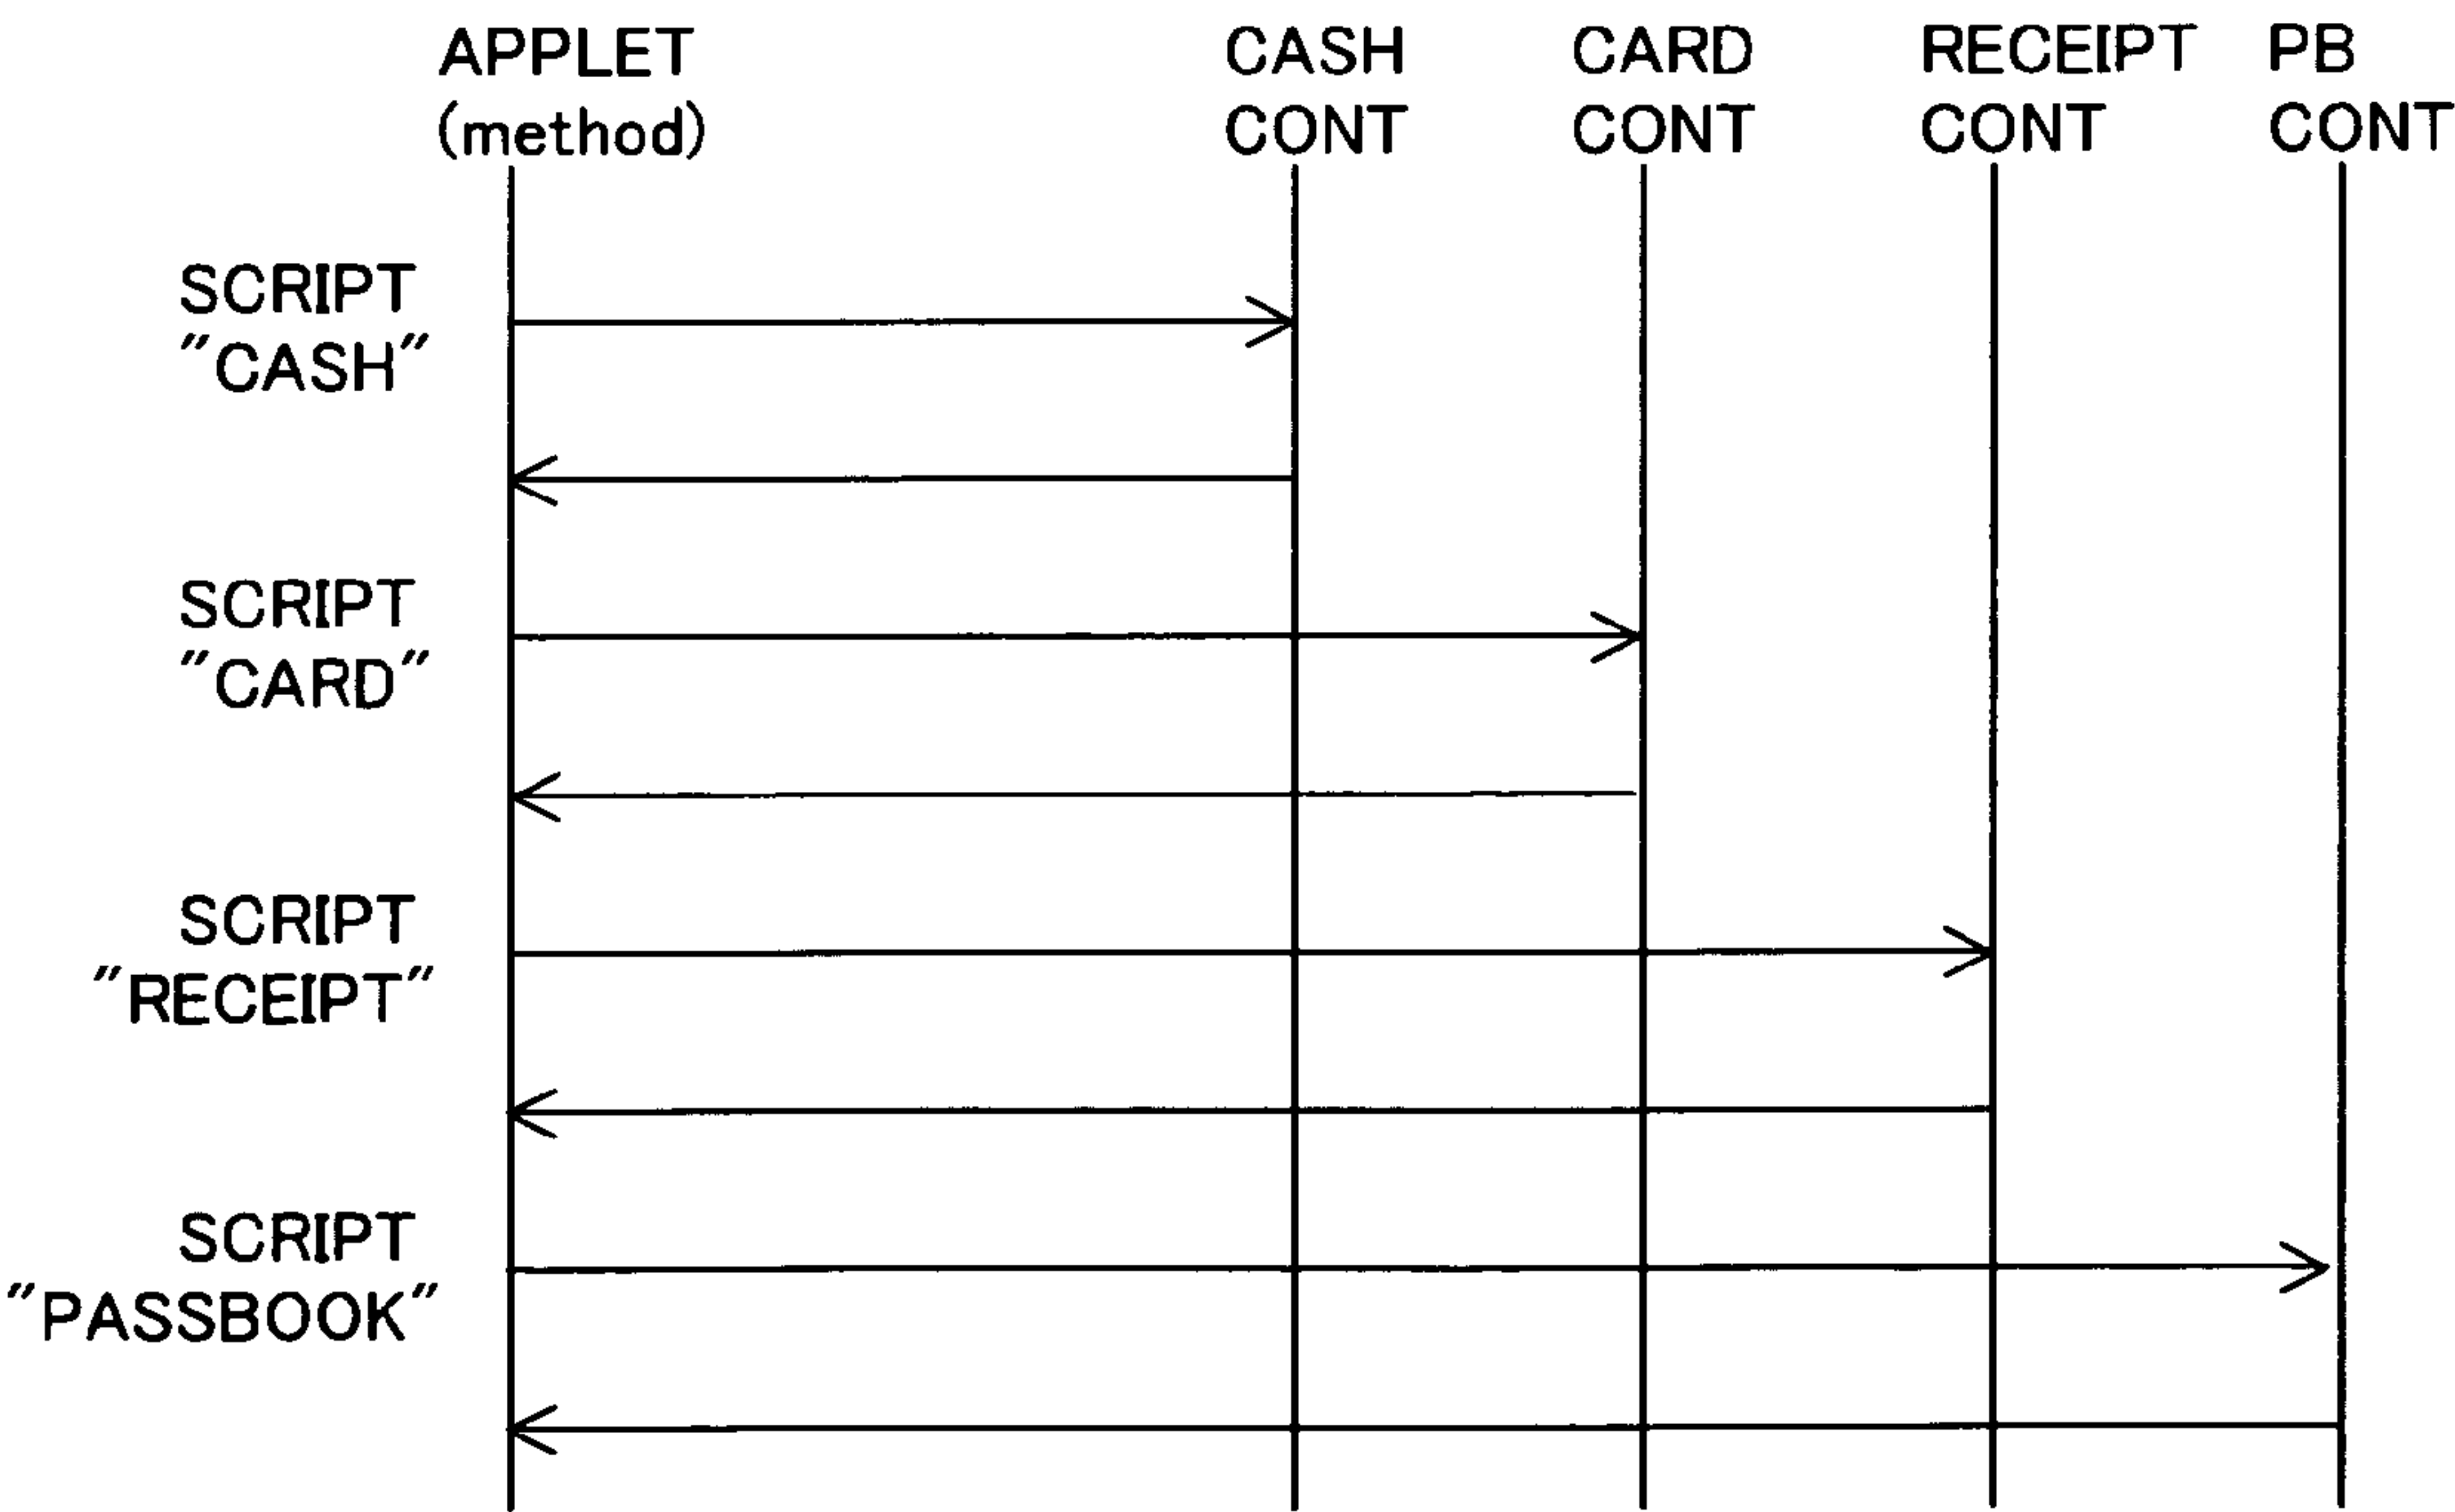 APPLET
(method)
CASH
CONT
CARD
CONT
RECEIPT
CONT
PB
CONT
SCRIPT
"CASH"
SCRIPT
"CARD"
SCRIPT
"RECEIPT"
SCRIPT
"PASSBOOK"